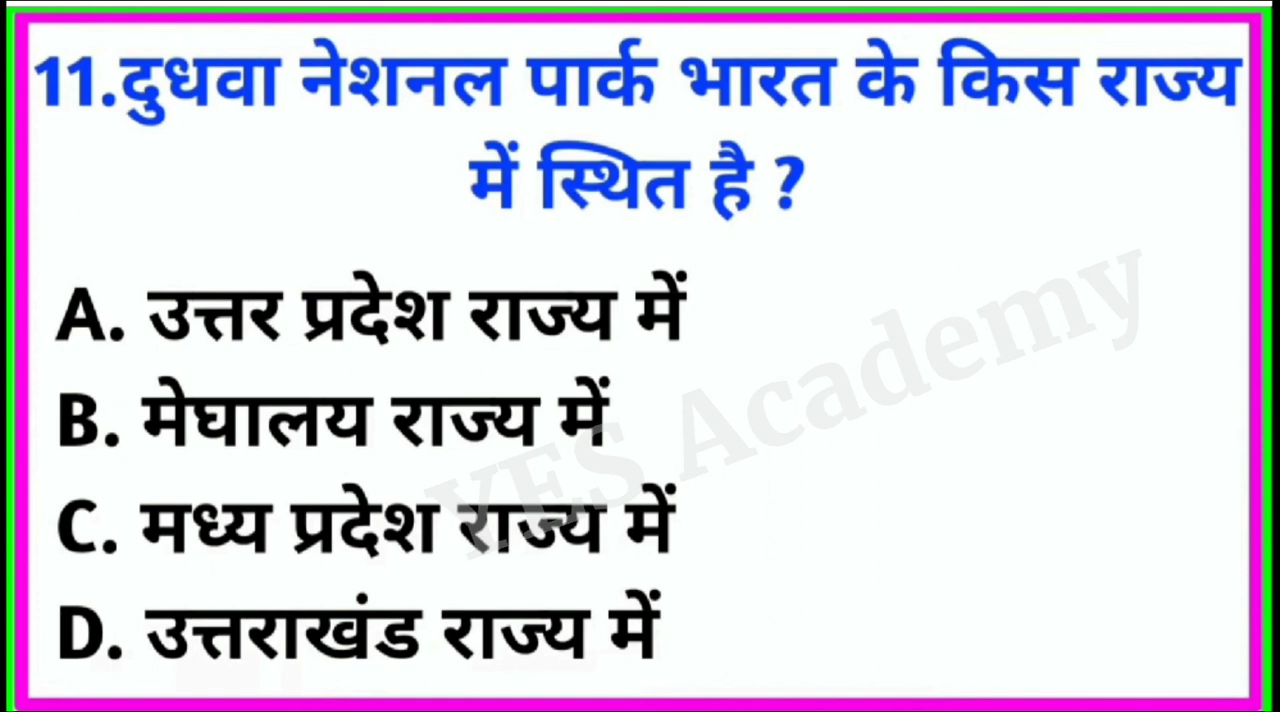 11.दुधवा नेशनल पार्क भारत के किस राज्य
में स्थित है ?
A. उत्तर प्रदेश राज्य में
B. मेघालय राज्य में
C. मध्य प्रदेश राज्य में
D. उत्तराखंड राज्य में
YES Academy